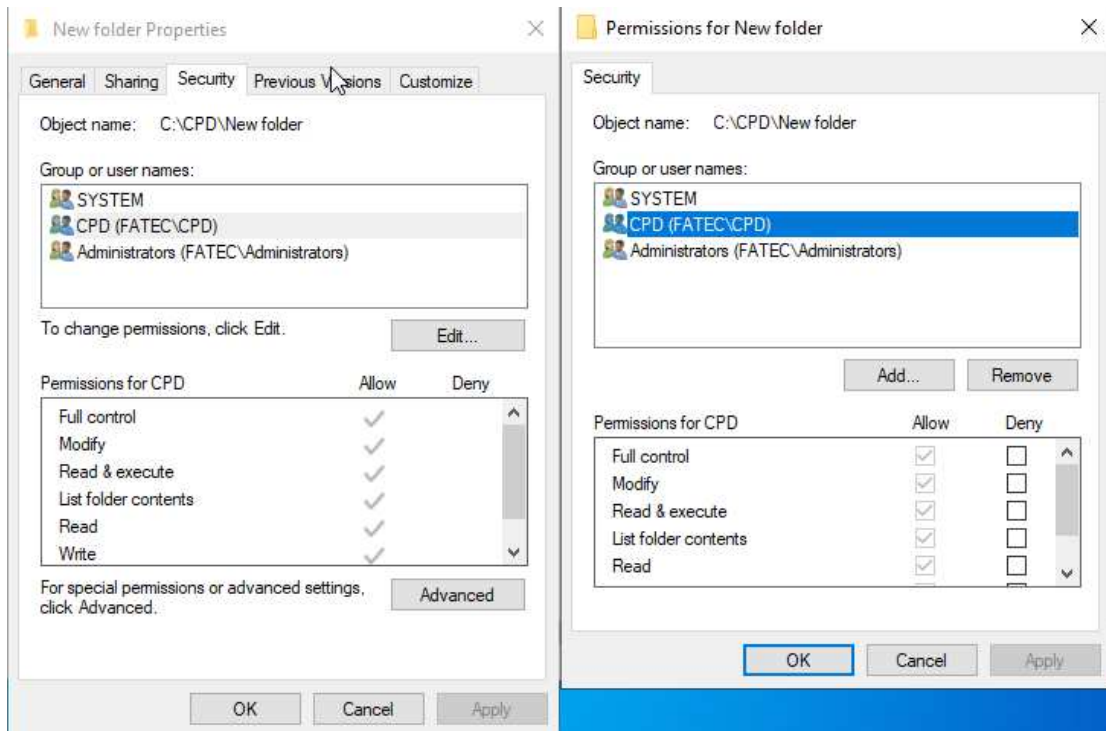 New folder Properties
General Sharing Security Previous Versions Customize
Object name: C:\CPD\New folder
Group or user names:
SYSTEM
CPD (FATEC\CPD)
Administrators (FATEC\Administrators)
To change permissions, click Edit.
Edit...
Permissions for CPD Allow Deny
Full control
Modify
Read & execute
List folder contents
Read
Write
For special permissions or advanced settings,
click Advanced.
Advanced
OK Cancel Apply
Permissions for New folder
Security
Object name: C:\CPD\New folder
Group or user names:
SYSTEM
CPD (FATEC\CPD)
Administrators (FATEC\Administrators)
Add... Remove
Permissions for CPD Allow Deny
Full control
Modify
Read & execute
List folder contents
Read
OK Cancel Apply